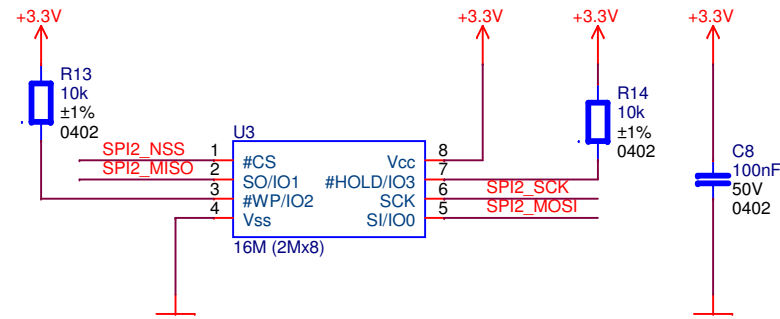 +3.3V
+3.3V
+3.3V
+3.3V
R13
10k
±1%
0402
R14
10k
±1%
0402
C8
100nF
50V
0402
U3
SPI2_NSS
1
#CS
SPI2_MISO
2
SO/IO1
3
#WP/IO2
4
Vss
8
Vcc
7
#HOLD/IO3
6
SCK
SPI2_SCK
5
SI/IO0
SPI2_MOSI
16M (2Mx8)